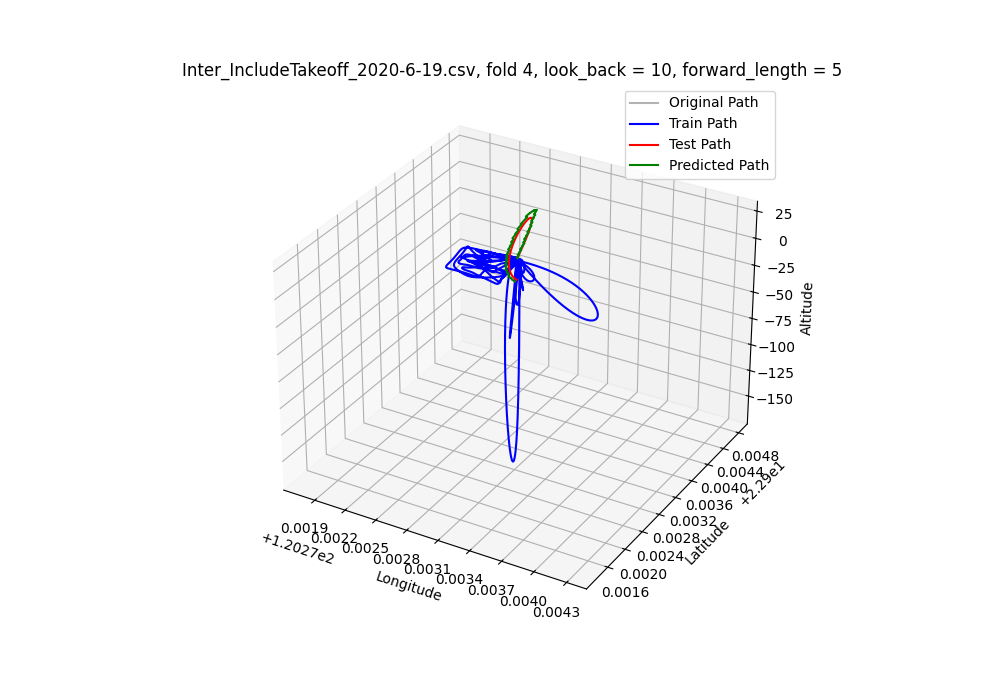 Inter_IncludeTakeoff_2020-6-19.csv, fold 4, look_back = 10, forward_length = 5
Original Path
Train Path
Test Path
Predicted Path
25
0
−25
−50
−75
−100
−125
−150
Altitude
0.0048
0.0044
0.0040
0.0036
0.0032
0.0028
0.0024
0.0020
0.0016
+2.29e1
Latitude
0.0019
0.0022
0.0025
0.0028
0.0031
0.0034
0.0037
0.0040
0.0043
+1.2027e2
Longitude